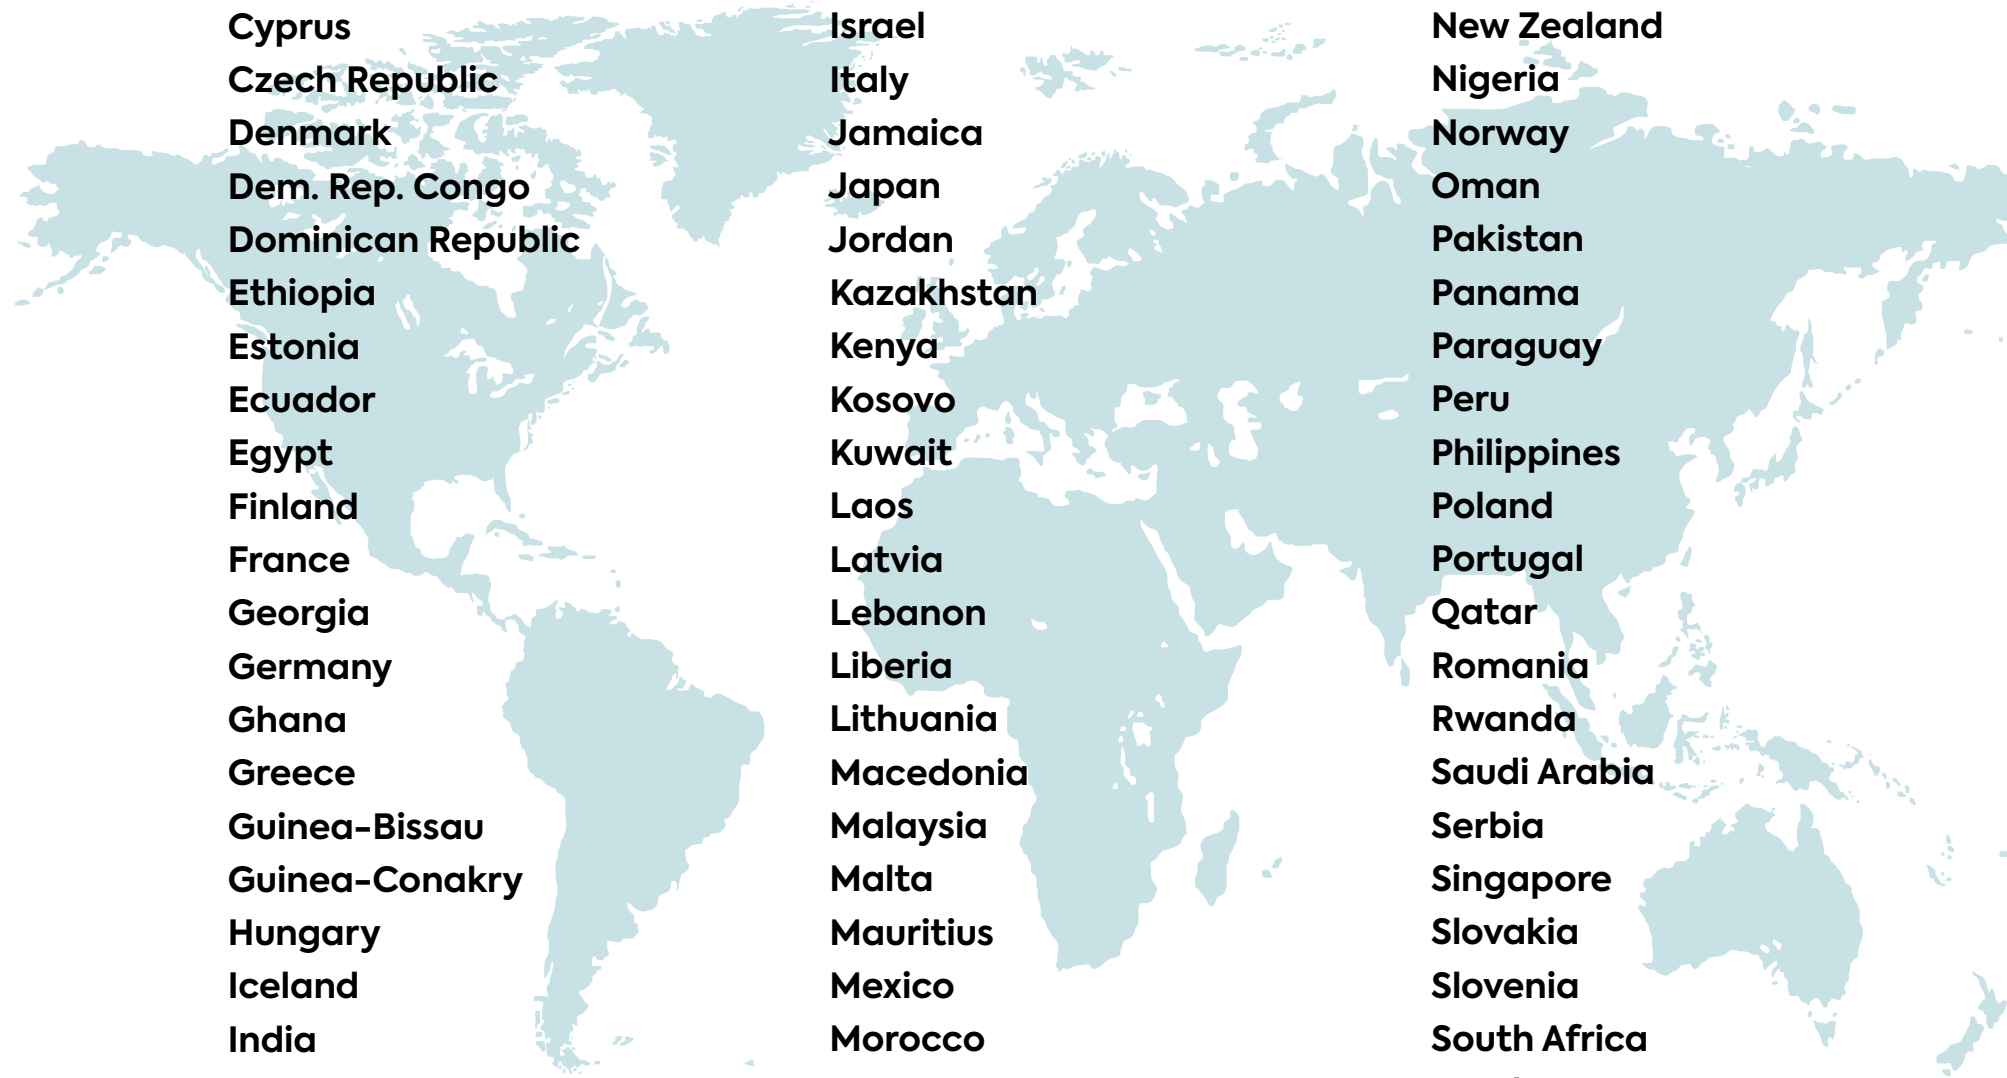 Cyprus
Czech Republic
Denmark
Dem. Rep. Congo
Dominican Republic
Ethiopia
Estonia
Ecuador
Egypt
Finland
France
Georgia
Germany
Ghana
Greece
Guinea-Bissau
Guinea-Conakry
Hungary
Iceland
India
Israel
Italy
Jamaica
Japan
Jordan
Kazakhstan
Kenya
Kosovo
Kuwait
Laos
Latvia
Lebanon
Liberia
Lithuania
Macedonia
Malaysia
Malta
Mauritius
Mexico
Morocco
New Zealand
Nigeria
Norway
Oman
Pakistan
Panama
Paraguay
Peru
Philippines
Poland
Portugal
Qatar
Romania
Rwanda
Saudi Arabia
Serbia
Singapore
Slovakia
Slovenia
South Africa